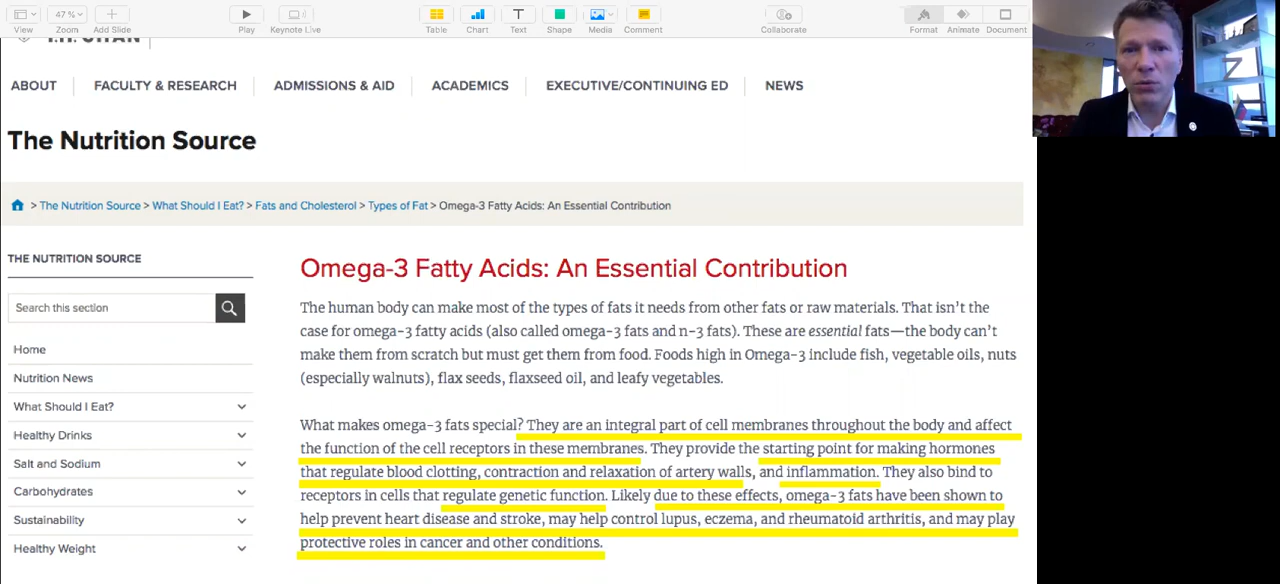 View
47 %
Zoom
Add Slide
Play
Keynote Live
Table
Chart
Text
Shape
Media
Comment
Collaborate
Format
Animate
Document
T.H. CHAN
ABOUT
FACULTY & RESEARCH
ADMISSIONS & AID
ACADEMICS
EXECUTIVE/CONTINUING ED
NEWS
The Nutrition Source
> The Nutrition Source > What Should I Eat? > Fats and Cholesterol > Types of Fat > Omega-3 Fatty Acids: An Essential Contribution
THE NUTRITION SOURCE
Search this section
Home
Nutrition News
What Should I Eat?
Healthy Drinks
Salt and Sodium
Carbohydrates
Sustainability
Healthy Weight
Omega-3 Fatty Acids: An Essential Contribution
The human body can make most of the types of fats it needs from other fats or raw materials. That isn’t the
case for omega-3 fatty acids (also called omega-3 fats and n-3 fats). These are essential fats—the body can’t
make them from scratch but must get them from food. Foods high in Omega-3 include fish, vegetable oils, nuts
(especially walnuts), flax seeds, flaxseed oil, and leafy vegetables.
What makes omega-3 fats special? They are an integral part of cell membranes throughout the body and affect
the function of the cell receptors in these membranes. They provide the starting point for making hormones
that regulate blood clotting, contraction and relaxation of artery walls, and inflammation. They also bind to
receptors in cells that regulate genetic function. Likely due to these effects, omega-3 fats have been shown to
help prevent heart disease and stroke, may help control lupus, eczema, and rheumatoid arthritis, and may play
protective roles in cancer and other conditions.